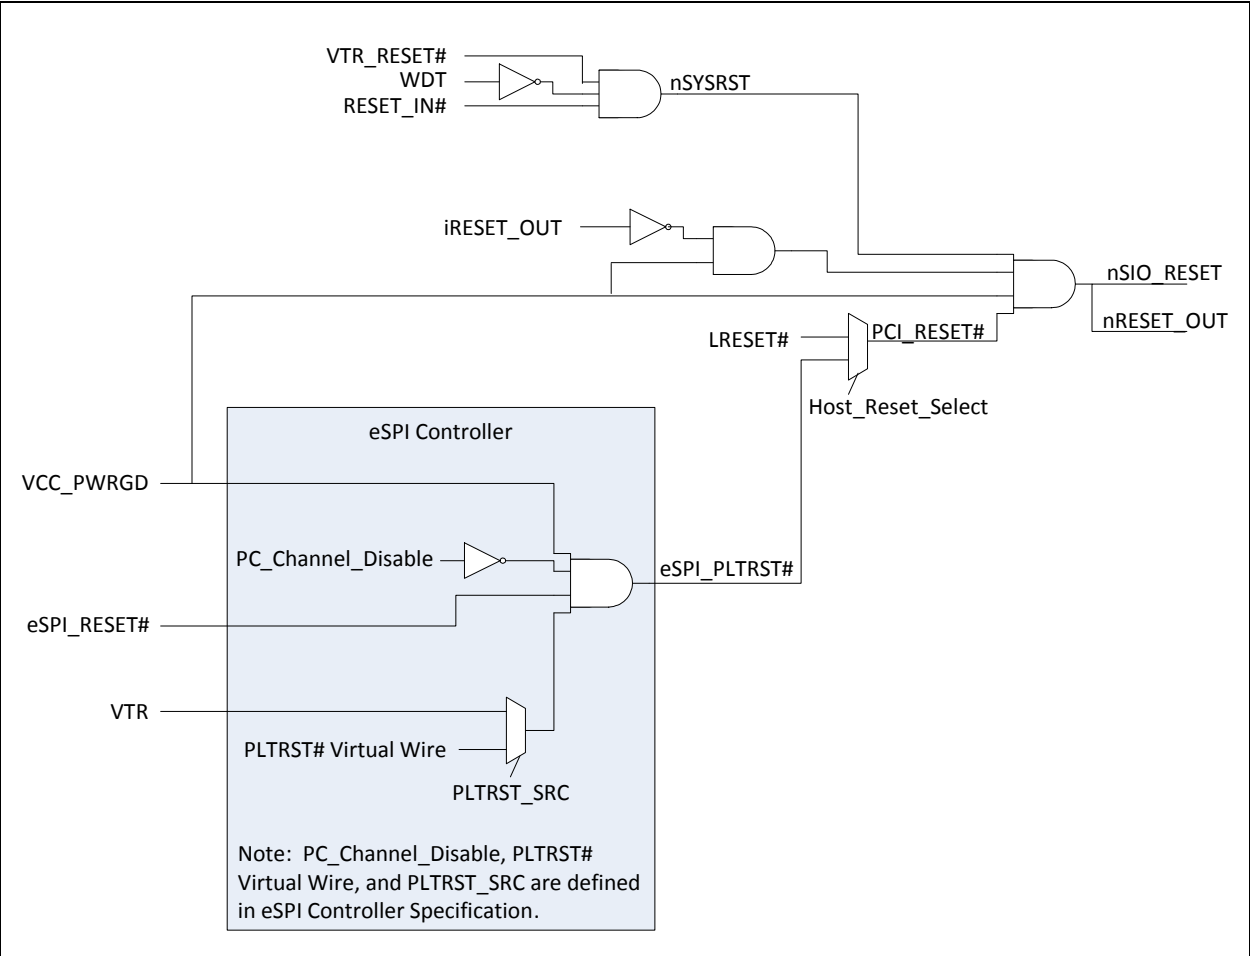 VTR_RESET#
WDT
RESET_IN#
nSYSRST
iRESET_OUT
nSIO_RESET
nRESET_OUT
LRESET#
PCI_RESET#
Host_Reset_Select
eSPI Controller
VCC_PWRGD
PC_Channel_Disable
eSPI_PLTRST#
eSPI_RESET#
VTR
PLTRST# Virtual Wire
PLTRST_SRC
Note: PC_Channel_Disable, PLTRST#
Virtual Wire, and PLTRST_SRC are defined
in eSPI Controller Specification.